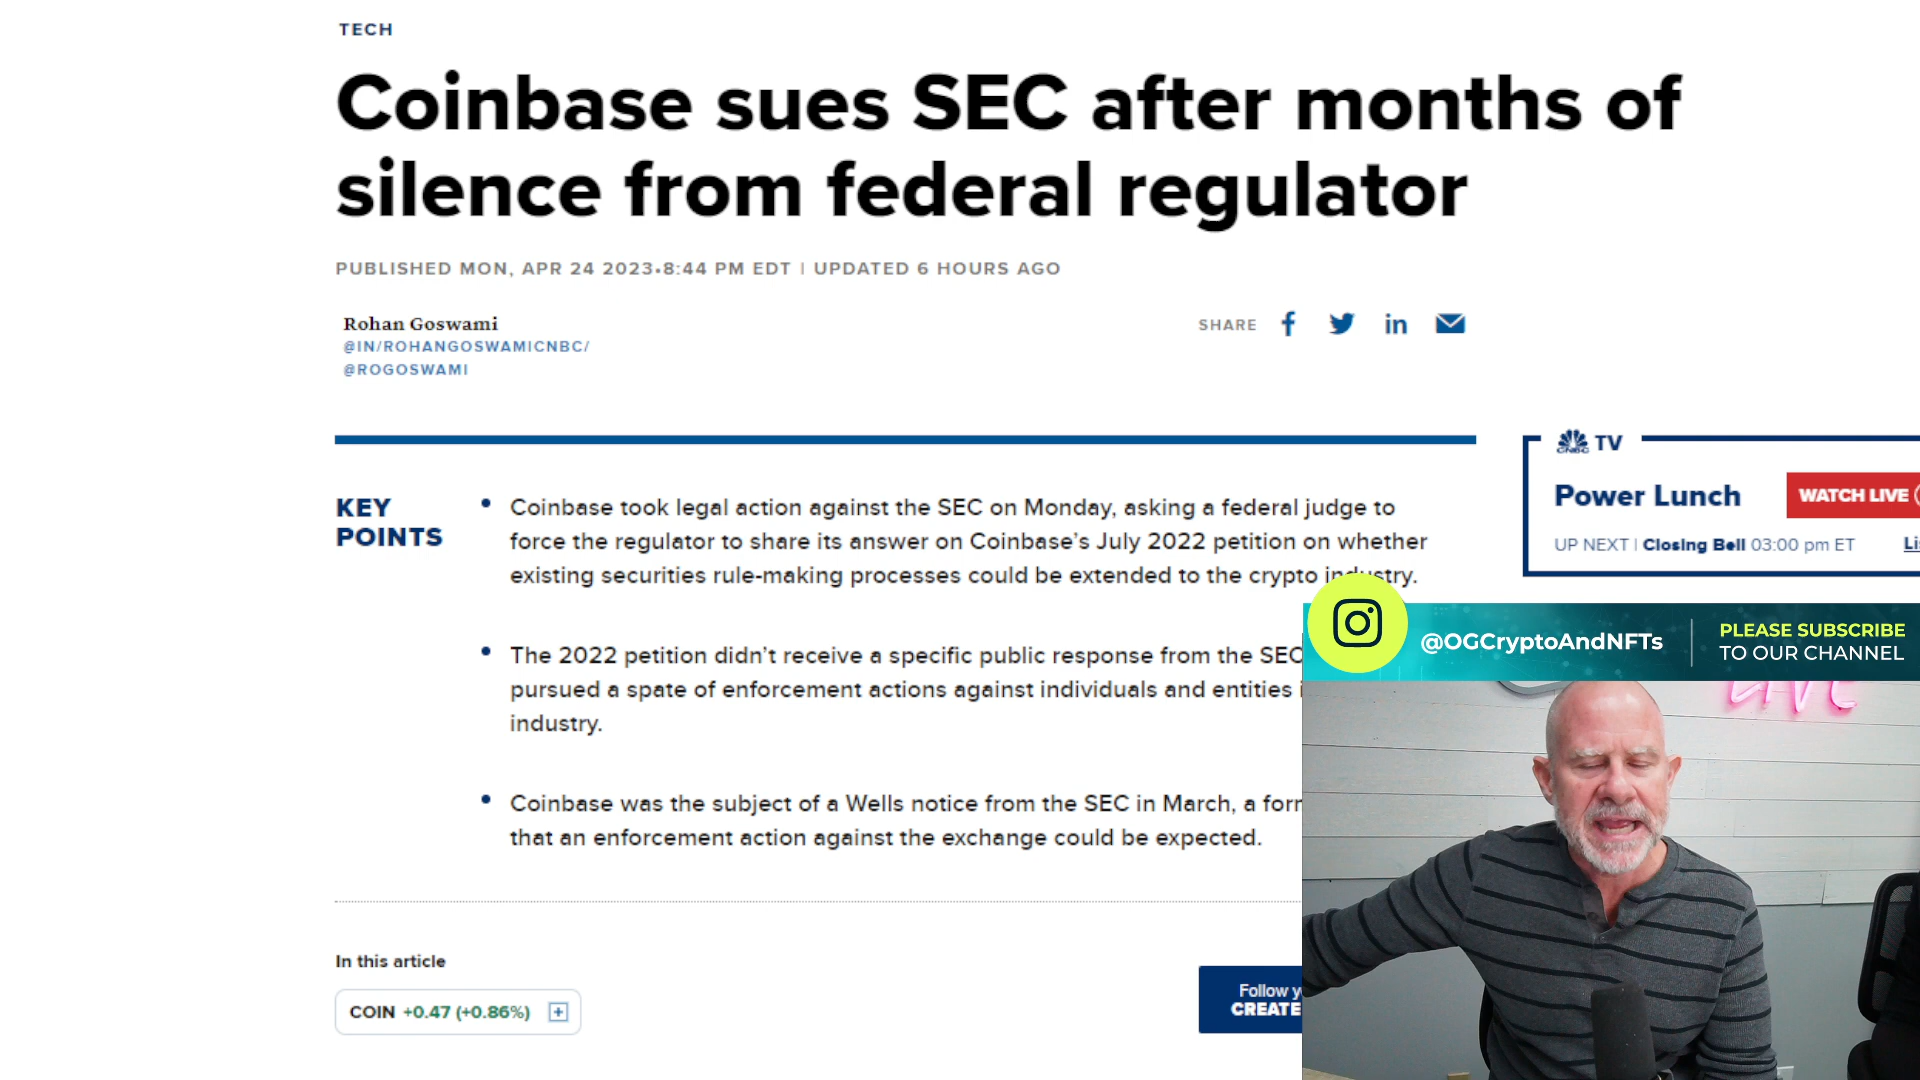 TECH
Coinbase sues SEC after months of
silence from federal regulator
PUBLISHED MON, APR 24 2023•8:44 PM EDT | UPDATED 6 HOURS AGO
Rohan Goswami
@IN/ROHANGOSWAMICNBC/
@ROGOSWAMI
SHARE
KEY
POINTS
• Coinbase took legal action against the SEC on Monday, asking a federal judge to
force the regulator to share its answer on Coinbase’s July 2022 petition on whether
existing securities rule-making processes could be extended to the crypto industry.
• The 2022 petition didn’t receive a specific public response from the SEC
pursued a spate of enforcement actions against individuals and entities
industry.
• Coinbase was the subject of a Wells notice from the SEC in March, a
that an enforcement action against the exchange could be expected.
In this article
COIN +0.47 (+0.86%)
Follow
CREATE
CNBC TV
Power Lunch
WATCH LIVE
UP NEXT | Closing Bell 03:00 pm ET
@OGCryptoAndNFTs
PLEASE SUBSCRIBE
TO OUR CHANNEL
LIVE